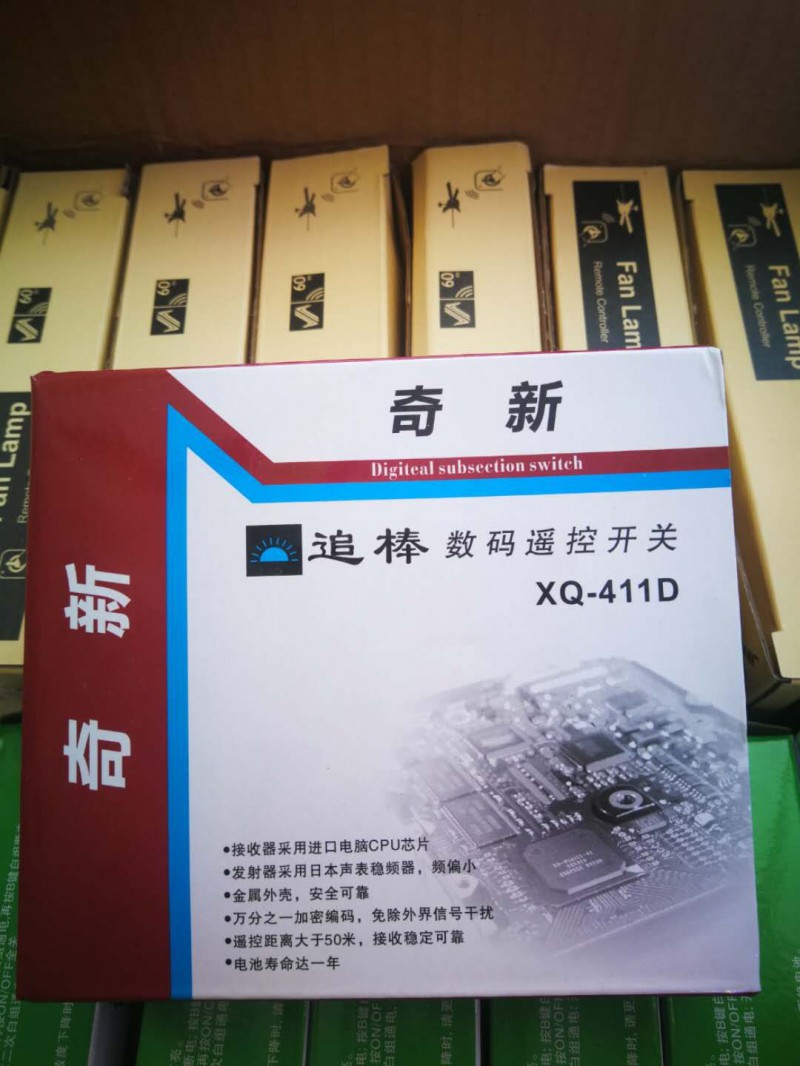 Fan Lamp
Remote Controller
Fan Lamp
Remote Controller
09
09
09
09
Fan Lamp
奇新
Digiteal subsection switch
追棒 数码遥控开关
XQ-411D
奇新
•接收器采用进口电脑CPU芯片
•发射器采用日本声表稳频器，频偏小
•金属外壳，安全可靠
•万分之一加密编码，免除外界信号干扰
•遥控距离大于50米，接收稳定可靠
•电池寿命达一年